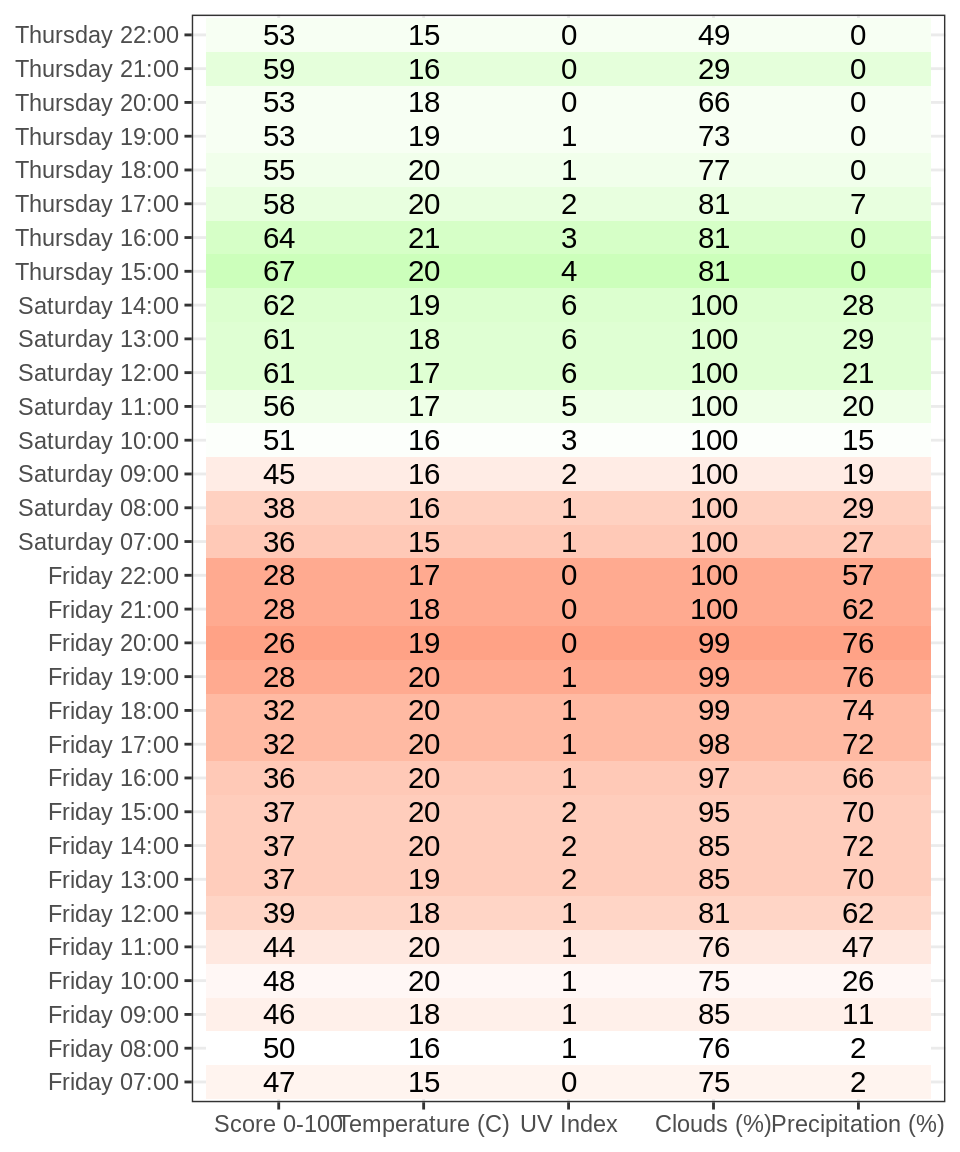 Thursday 22:00 53 15 0 49 0
Thursday 21:00 59 16 0 29 0
Thursday 20:00 53 18 0 66 0
Thursday 19:00 53 19 1 73 0
Thursday 18:00 55 20 1 77 0
Thursday 17:00 58 20 2 81 7
Thursday 16:00 64 21 3 81 0
Thursday 15:00 67 20 4 81 0
Saturday 14:00 62 19 6 100 28
Saturday 13:00 61 18 6 100 29
Saturday 12:00 61 17 6 100 21
Saturday 11:00 56 17 5 100 20
Saturday 10:00 51 16 3 100 15
Saturday 09:00 45 16 2 100 19
Saturday 08:00 38 16 1 100 29
Saturday 07:00 36 15 1 100 27
Friday 22:00 28 17 0 100 57
Friday 21:00 28 18 0 100 62
Friday 20:00 26 19 0 99 76
Friday 19:00 28 20 1 99 76
Friday 18:00 32 20 1 99 74
Friday 17:00 32 20 1 98 72
Friday 16:00 36 20 1 97 66
Friday 15:00 37 20 2 95 70
Friday 14:00 37 20 2 85 72
Friday 13:00 37 19 2 85 70
Friday 12:00 39 18 1 81 62
Friday 11:00 44 20 1 76 47
Friday 10:00 48 20 1 75 26
Friday 09:00 46 18 1 85 11
Friday 08:00 50 16 1 76 2
Friday 07:00 47 15 0 75 2
Score 0-100 Temperature (C) UV Index Clouds (%) Precipitation (%)